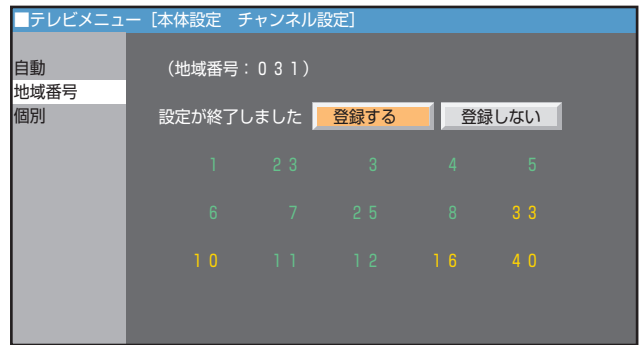 ■テレビメニュー［本体設定　チャンネル設定］
自動
（地域番号：０３１）
地域番号
個別
設定が終了しました　登録する　登録しない
１　２３　３　４　５
６　７　２５　８　３３
１０　１１　１２　１６　４０